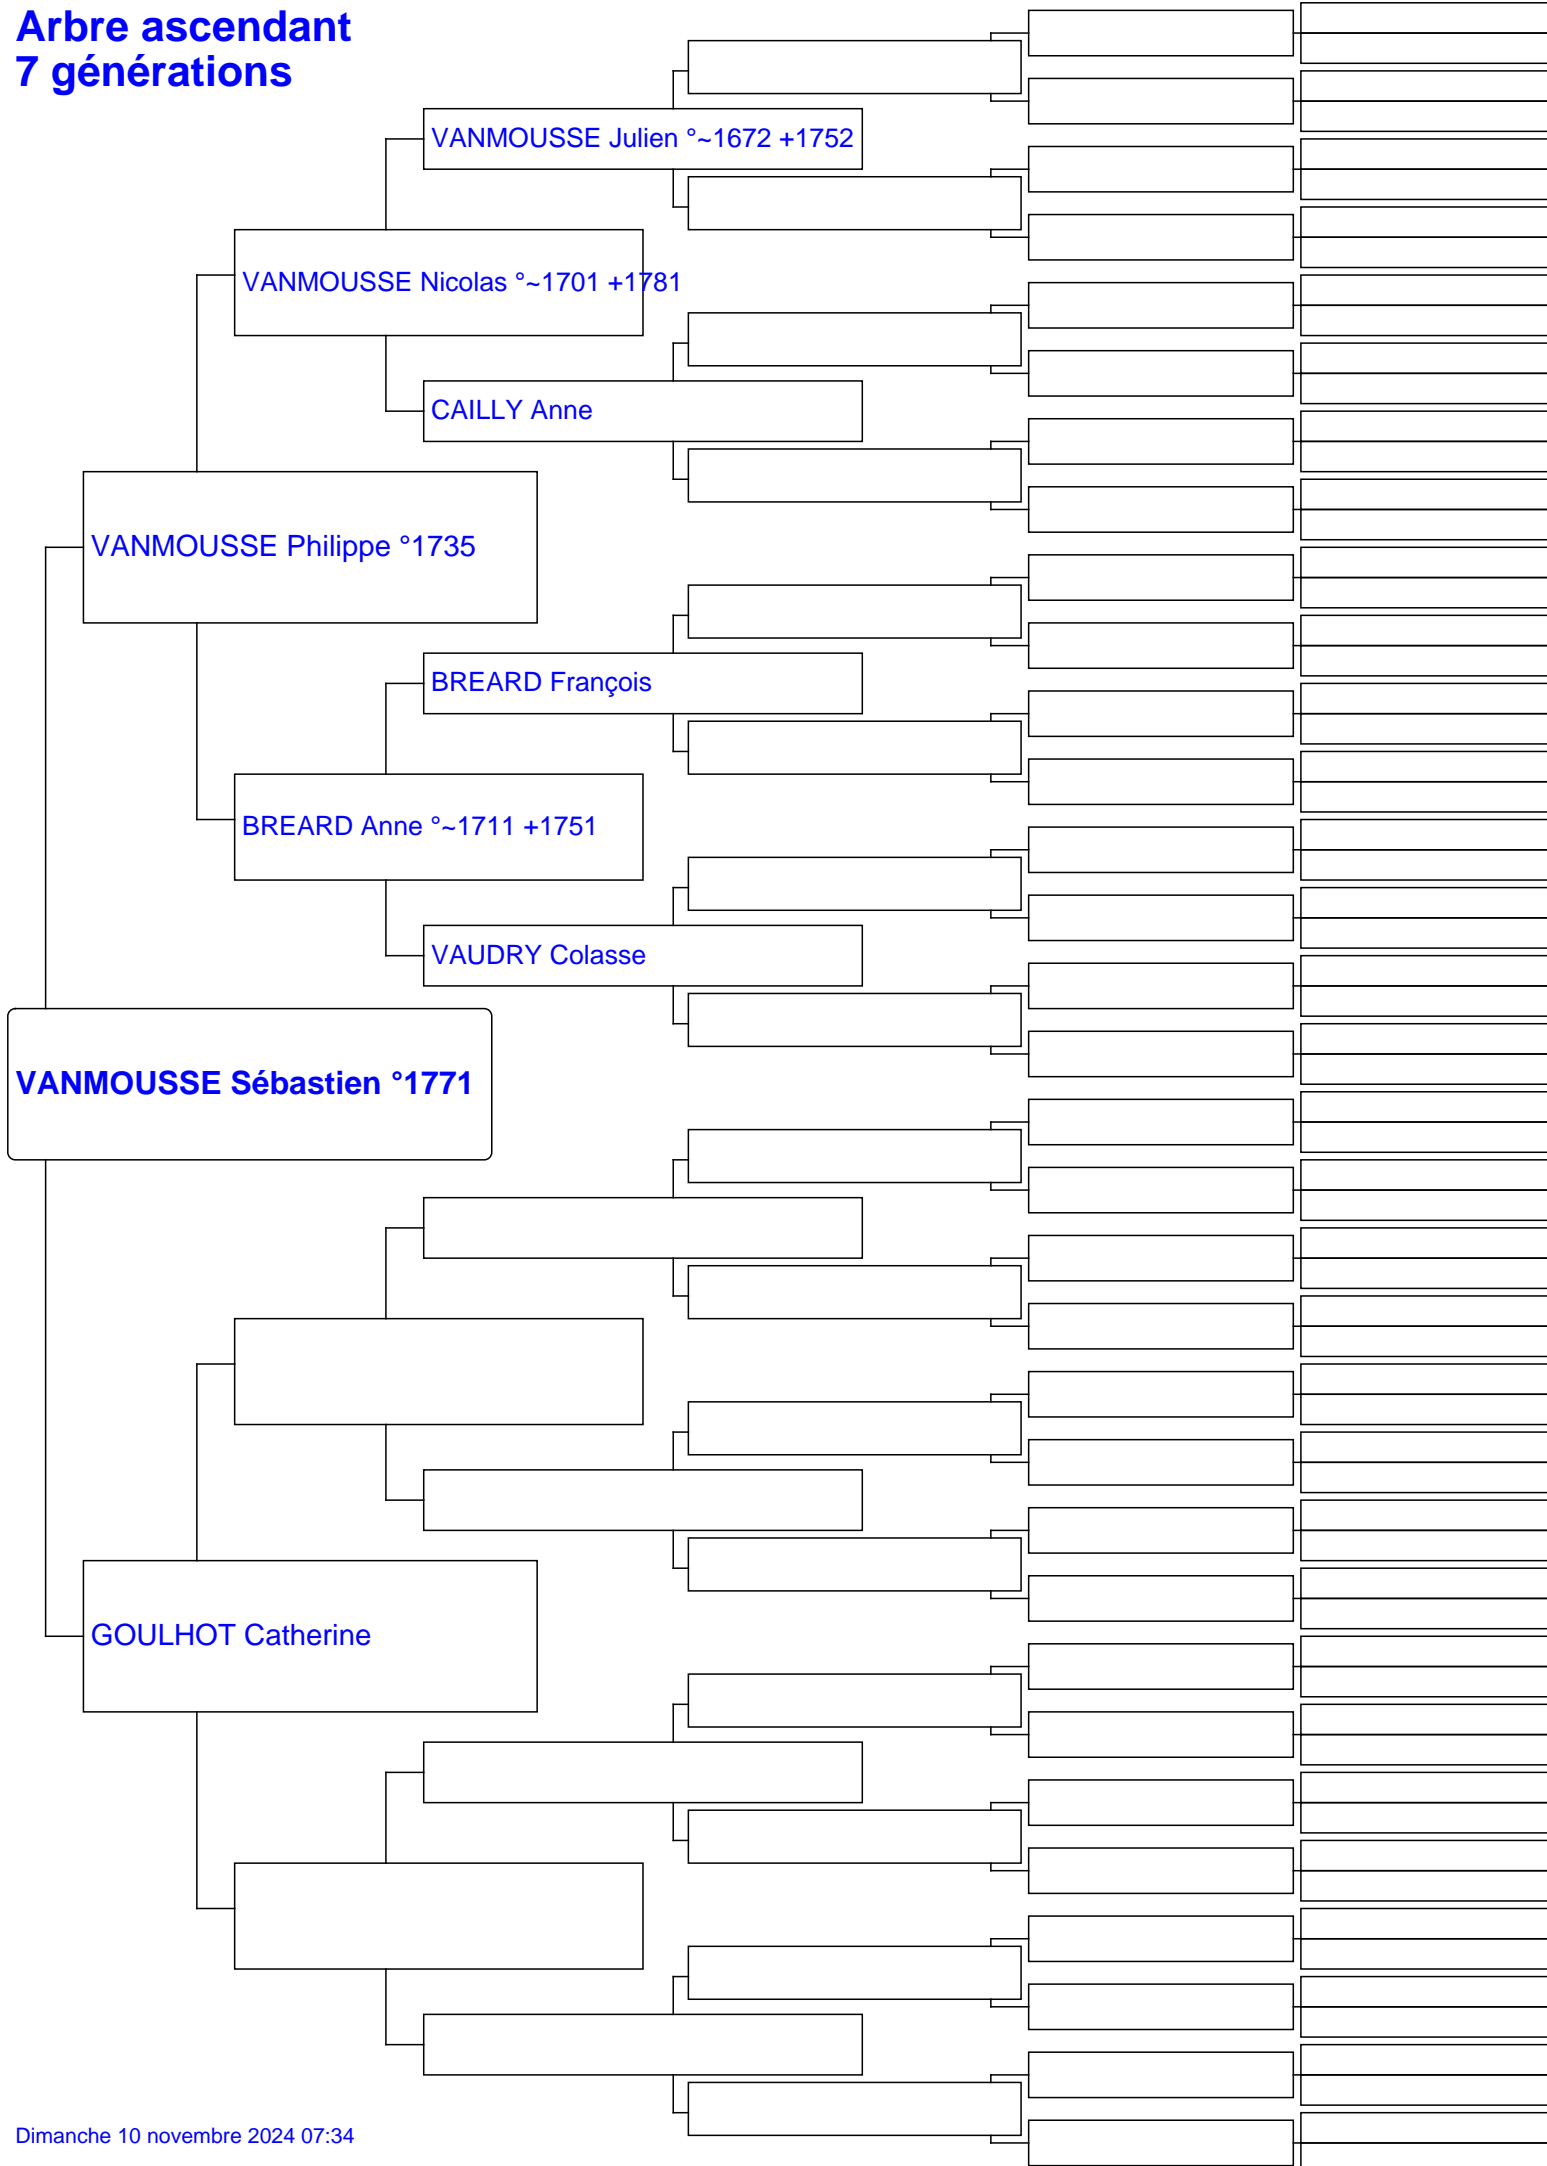 Arbre ascendant
7 générations
VANMOUSSE Julien °~1672 +1752
VANMOUSSE Nicolas °~1701 +1781
CAILLY Anne
VANMOUSSE Philippe °1735
BREARD François
BREARD Anne °~1711 +1751
VAUDRY Colasse
VANMOUSSE Sébastien °1771
GOULHOT Catherine
Dimanche 10 novembre 2024 07:34